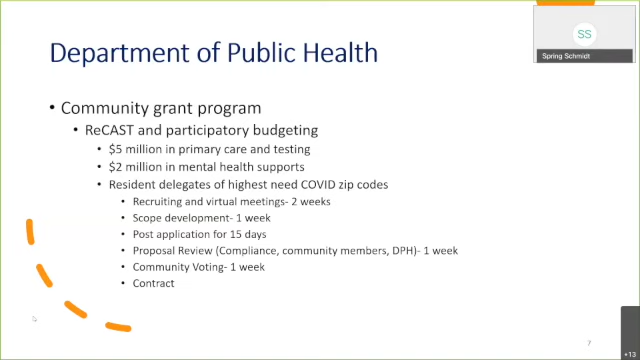 SS
Spring Schmidt
Department of Public Health
• Community grant program
• ReCAST and participatory budgeting
• $5 million in primary care and testing
• $2 million in mental health supports
• Resident delegates of highest need COVID zip codes
• Recruiting and virtual meetings- 2 weeks
• Scope development- 1 week
• Post application for 15 days
• Proposal Review (Compliance, community members, DPH)- 1 week
• Community Voting- 1 week
• Contract
7
+13